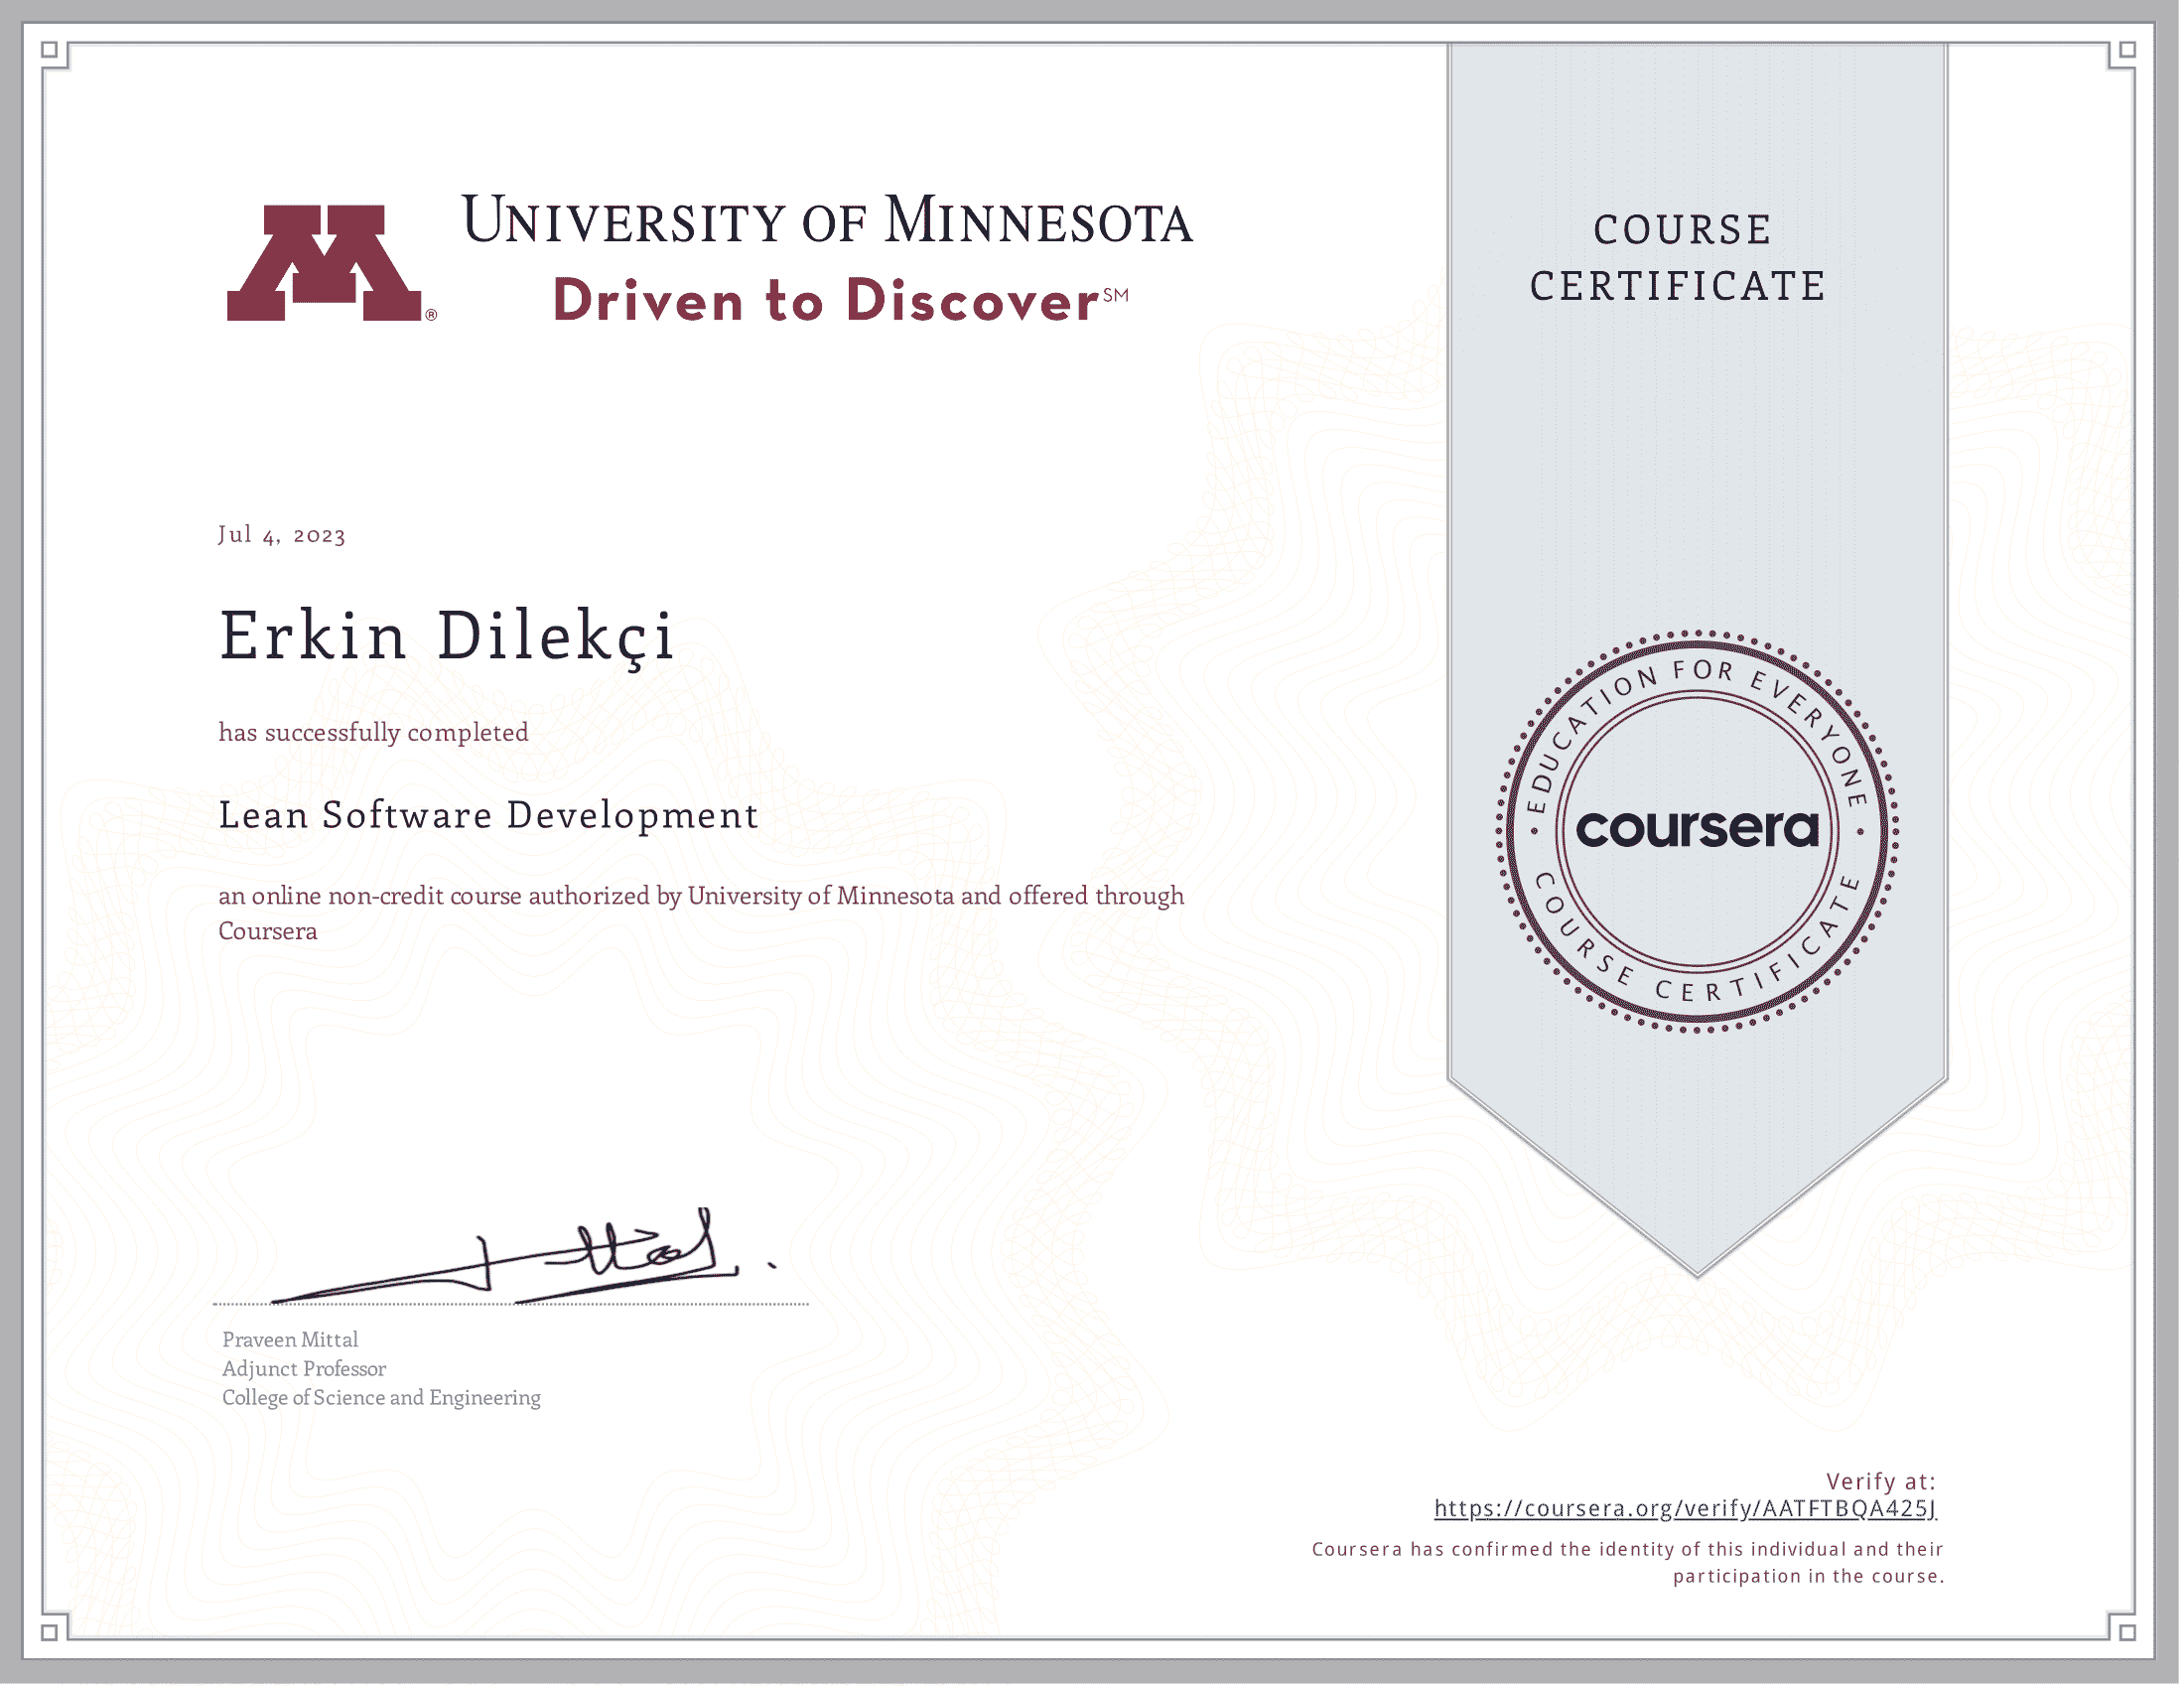 UNIVERSITY OF MINNESOTA
Driven to Discover℠
®
COURSE
CERTIFICATE
Jul 4, 2023
Erkin Dilekçi
has successfully completed
Lean Software Development
an online non-credit course authorized by University of Minnesota and offered through
Coursera
EDUCATION FOR EVERYONE
coursera
COURSE CERTIFICATE
Praveen Mittal
Adjunct Professor
College of Science and Engineering
Verify at:
https://coursera.org/verify/AATFTBQA425J
Coursera has confirmed the identity of this individual and their
participation in the course.